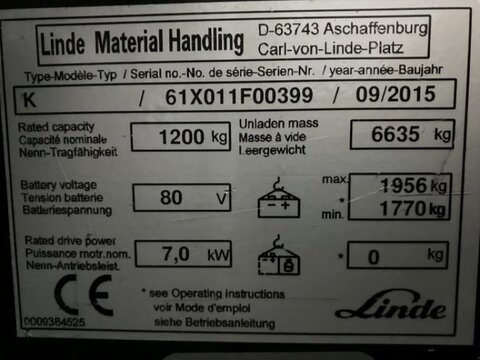 Linde Material Handling
D-63743 Aschaffenburg
Carl-von-Linde-Platz
Type-Modèle-Typ / Serial no.-No. de série-Serien-Nr. / year-année-Baujahr
K / 61X011F00399 / 09/2015
Rated capacity
Capacité nominale
Nenn-Tragfähigkeit
1200 kg
Unladen mass
Masse à vide
Leergewicht
6635 kg
Battery voltage
Tension batterie
Batteriespannung
80 V
- +
max. 1956 kg
*
min. 1770 kg
Rated drive power
Puissance motr.nom.
Nenn-Antriebsleist.
7,0 kW
* 0 kg
CE
0009384525
* see Operating instructions
voir Mode d'emploi
siehe Betriebsanleitung
Linde